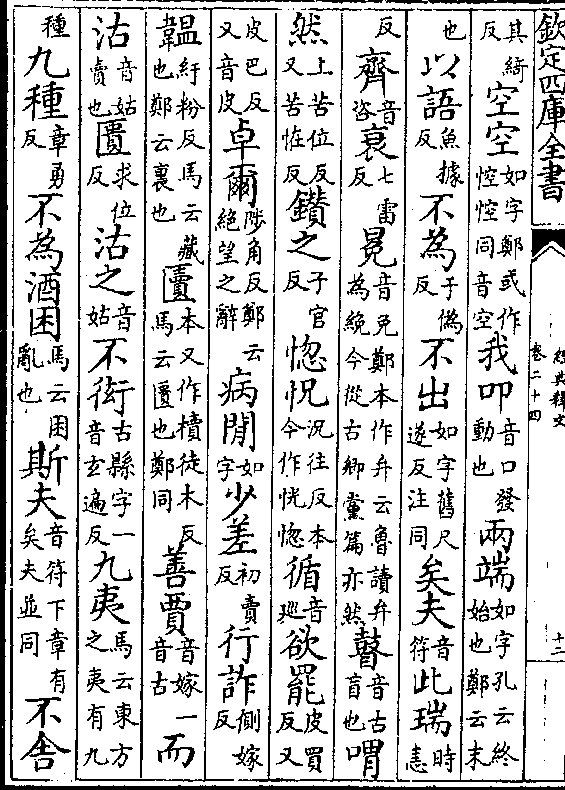 欽定四庫全書
經典釋文
卷二十四
十二
其綺反空空如字鄭或作悾悾同音空我叩音口發動也兩端如字孔云終始也鄭云末
也以語魚據反不為于偽反不出如字舊尺遂反注同矣夫音符此瑞時恚
反齊音咨衰七雷反冕音免鄭本作弁云魯讀弁為絻今從古鄉黨篇亦然瞽音古盲也喟
然上苦位反又苦恠反鑚之子官反惚怳況往反本今作恍惚循音廵欲罷皮買反又
皮巴反又音皮卓爾陟角反鄭云絶望之辭病閒如字少差初賣反行詐側嫁反
韞紆粉反馬云藏也鄭云裹也匵本又作櫝徒木反馬云匱也鄭同善賈音嫁一音古而
沽音姑賣也匱求位反沽之音姑不衒古縣字一音玄遍反九夷馬云東方之夷有九
種九種章勇反不為酒困馬云困亂也斯夫音符下章有矣夫並同不舎